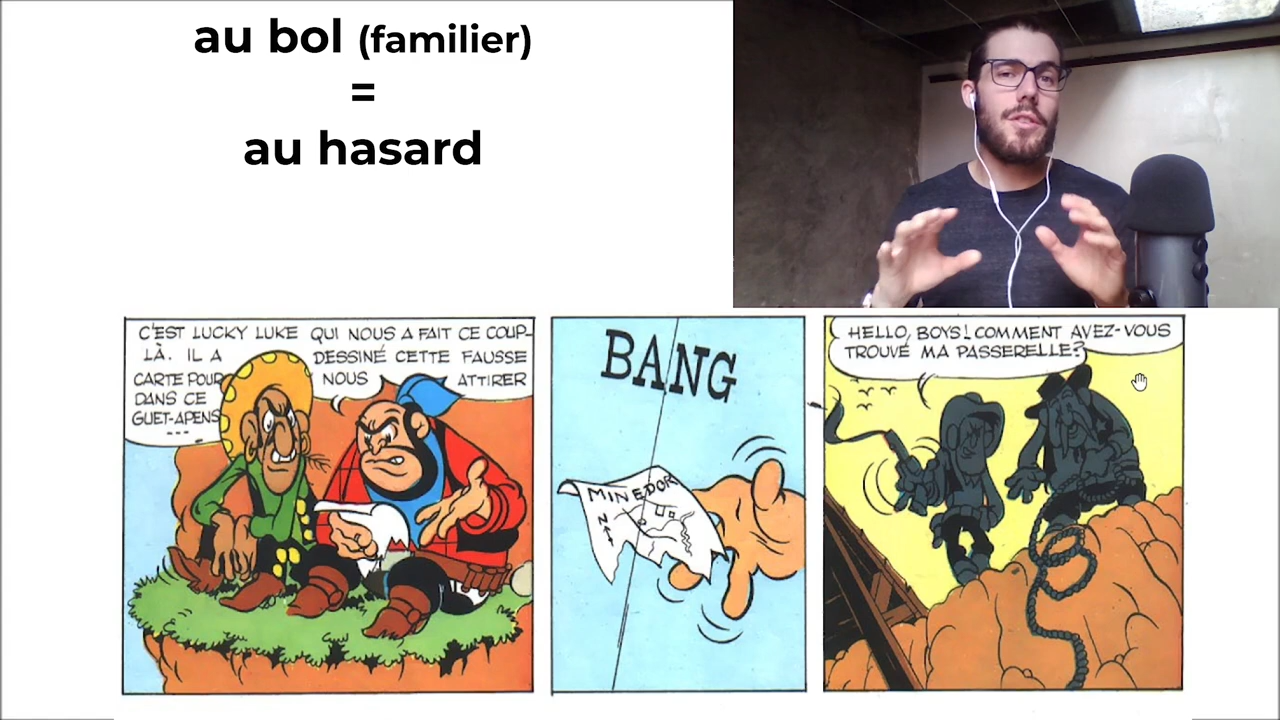 au bol (familier)
=
au hasard
C'EST LUCKY LUKE QUI NOUS A FAIT CE COUP-
LÀ. IL A DESSINÉ CETTE FAUSSE
CARTE POUR NOUS ATTIRER
DANS CE
GUET-APENS
---
BANG
MINE D'OR
N
HELLO, BOYS! COMMENT AVEZ-VOUS
TROUVÉ MA PASSERELLE?